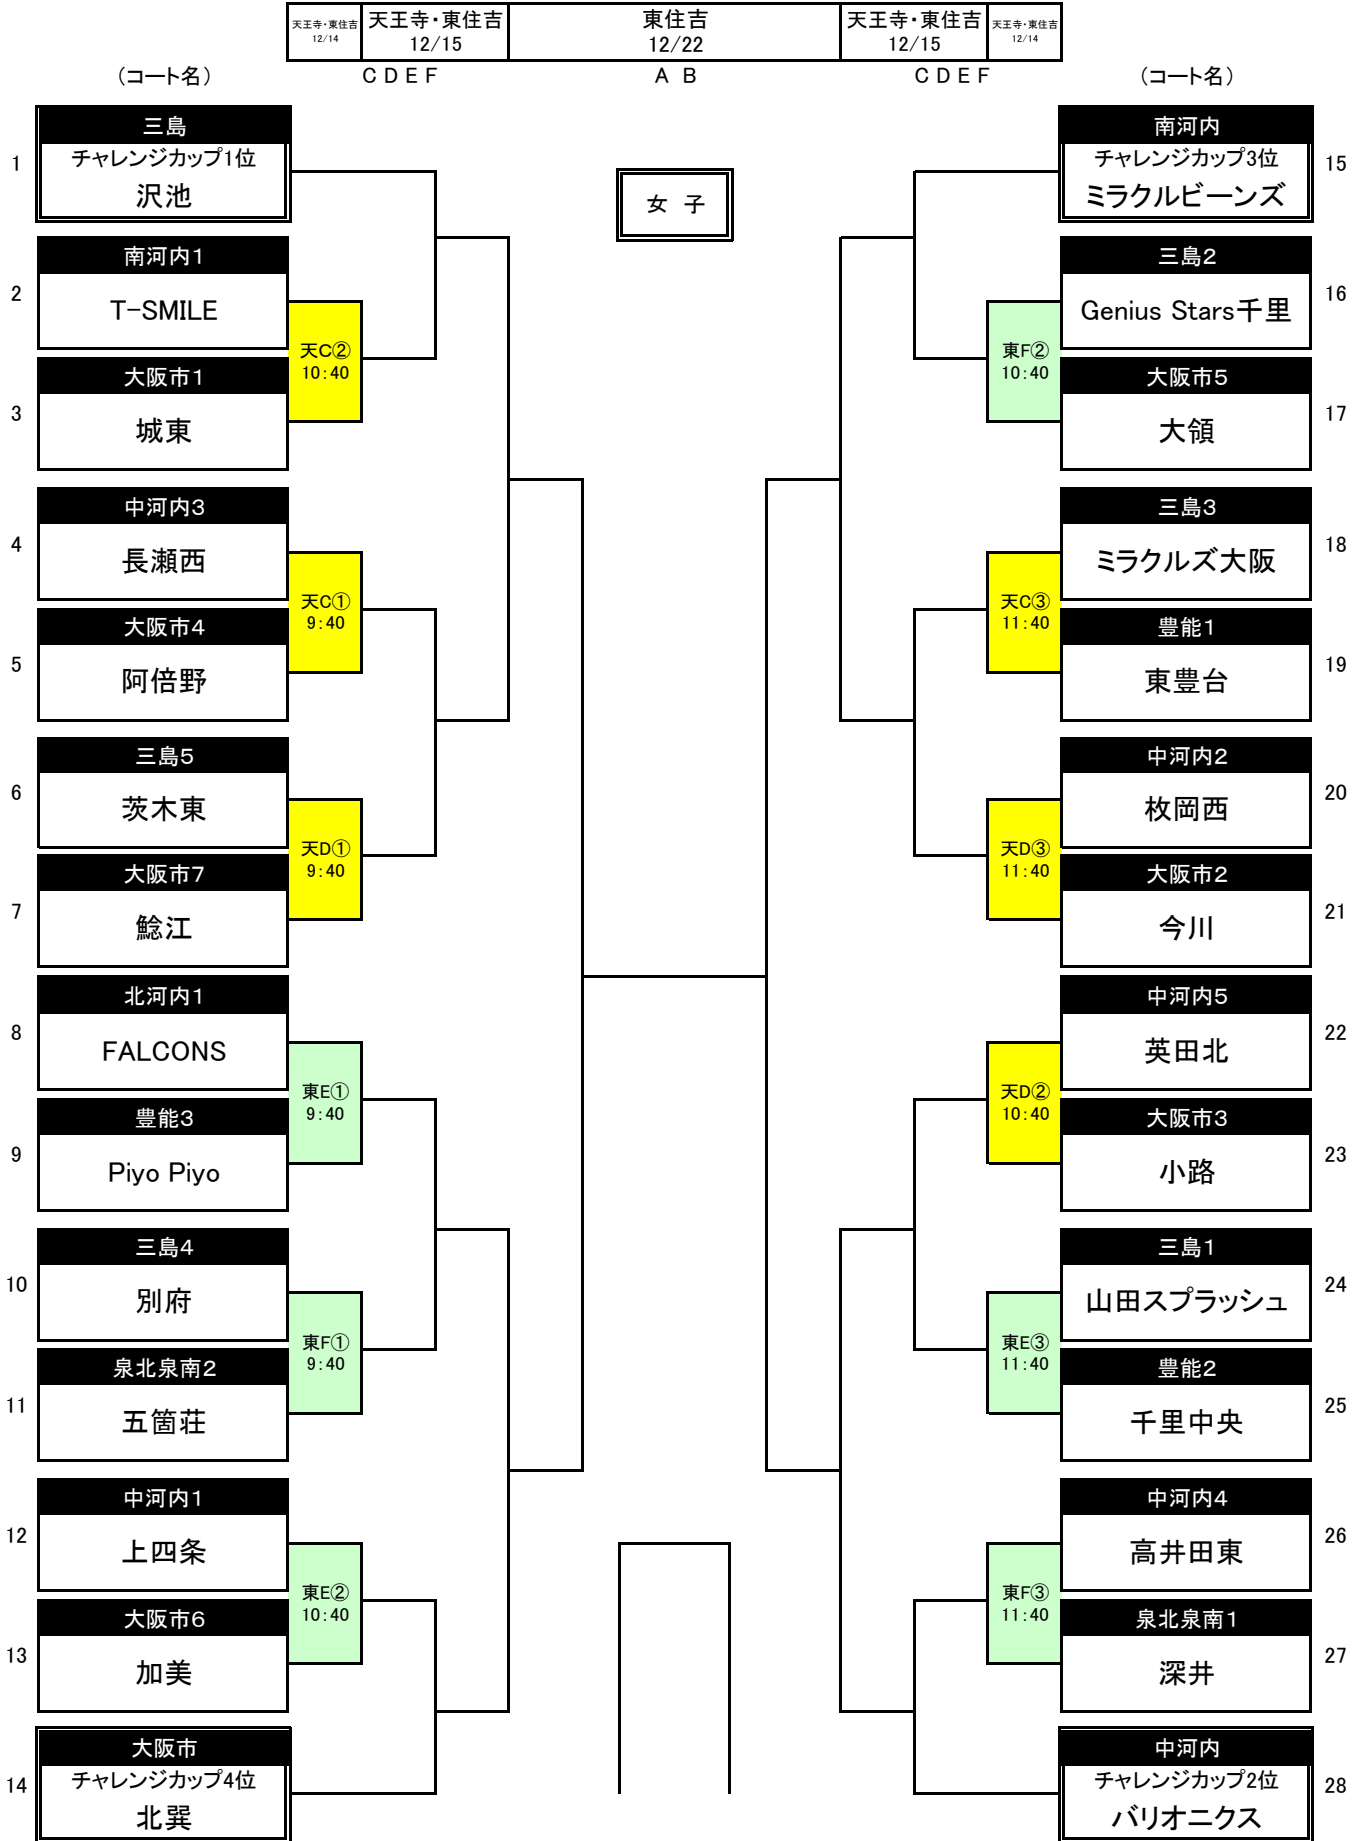 天王寺・東住吉
12/14
天王寺・東住吉
12/15
東住吉
12/22
天王寺・東住吉
12/15
天王寺・東住吉
12/14
（コート名）
C D E F
A B
C D E F
（コート名）
女 子
1
三島
チャレンジカップ1位
沢池
2
南河内1
T-SMILE
天C②
10:40
3
大阪市1
城東
4
中河内3
長瀬西
天C①
9:40
5
大阪市4
阿倍野
6
三島5
茨木東
天D①
9:40
7
大阪市7
鯰江
8
北河内1
FALCONS
東E①
9:40
9
豊能3
Piyo Piyo
10
三島4
別府
東F①
9:40
11
泉北泉南2
五箇荘
12
中河内1
上四条
東E②
10:40
13
大阪市6
加美
14
大阪市
チャレンジカップ4位
北巽
南河内
チャレンジカップ3位
ミラクルビーンズ
15
三島2
Genius Stars千里
16
東F②
10:40
大阪市5
大領
17
三島3
ミラクルズ大阪
18
天C③
11:40
豊能1
東豊台
19
中河内2
枚岡西
20
天D③
11:40
大阪市2
今川
21
中河内5
英田北
22
天D②
10:40
大阪市3
小路
23
三島1
山田スプラッシュ
24
東E③
11:40
豊能2
千里中央
25
中河内4
高井田東
26
東F③
11:40
泉北泉南1
深井
27
中河内
チャレンジカップ2位
バリオニクス
28